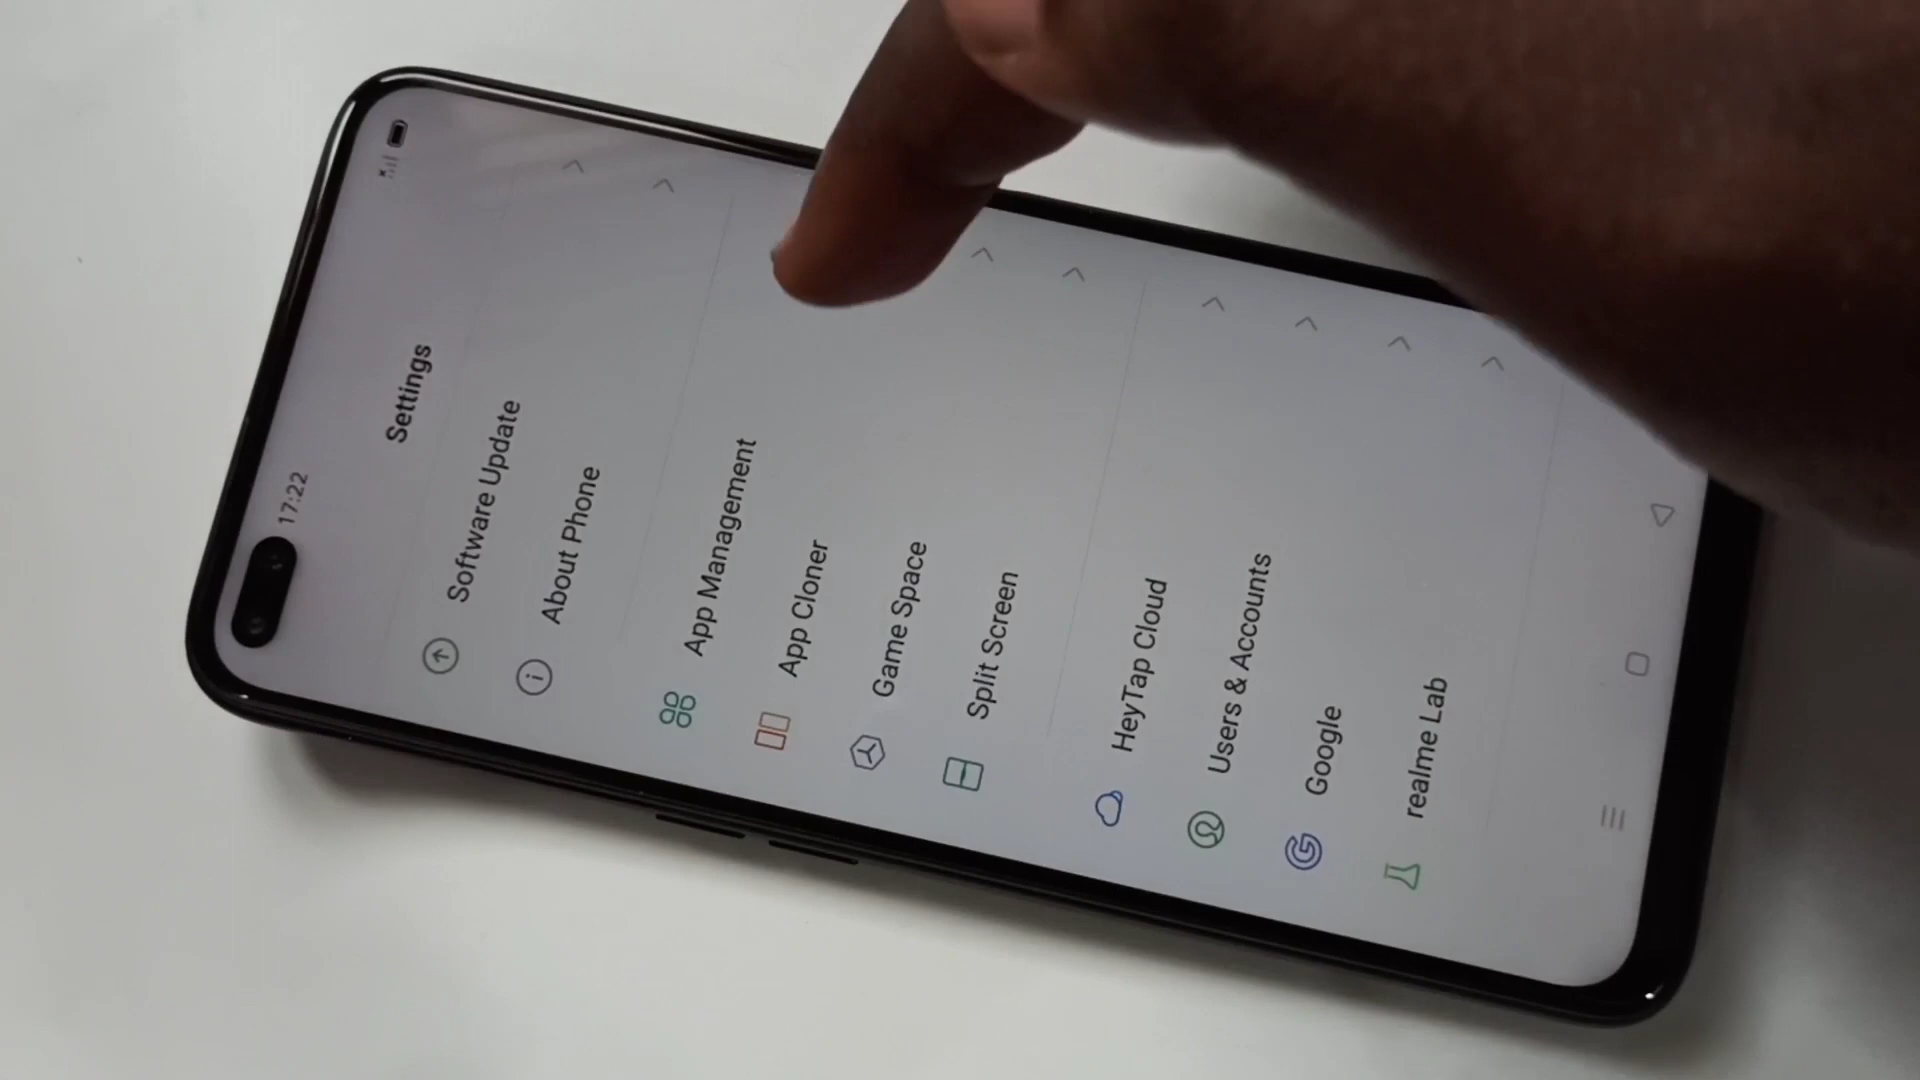 17:22
Settings
Software Update
About Phone
App Management
App Cloner
Game Space
Split Screen
HeyTap Cloud
Users & Accounts
Google
realme Lab